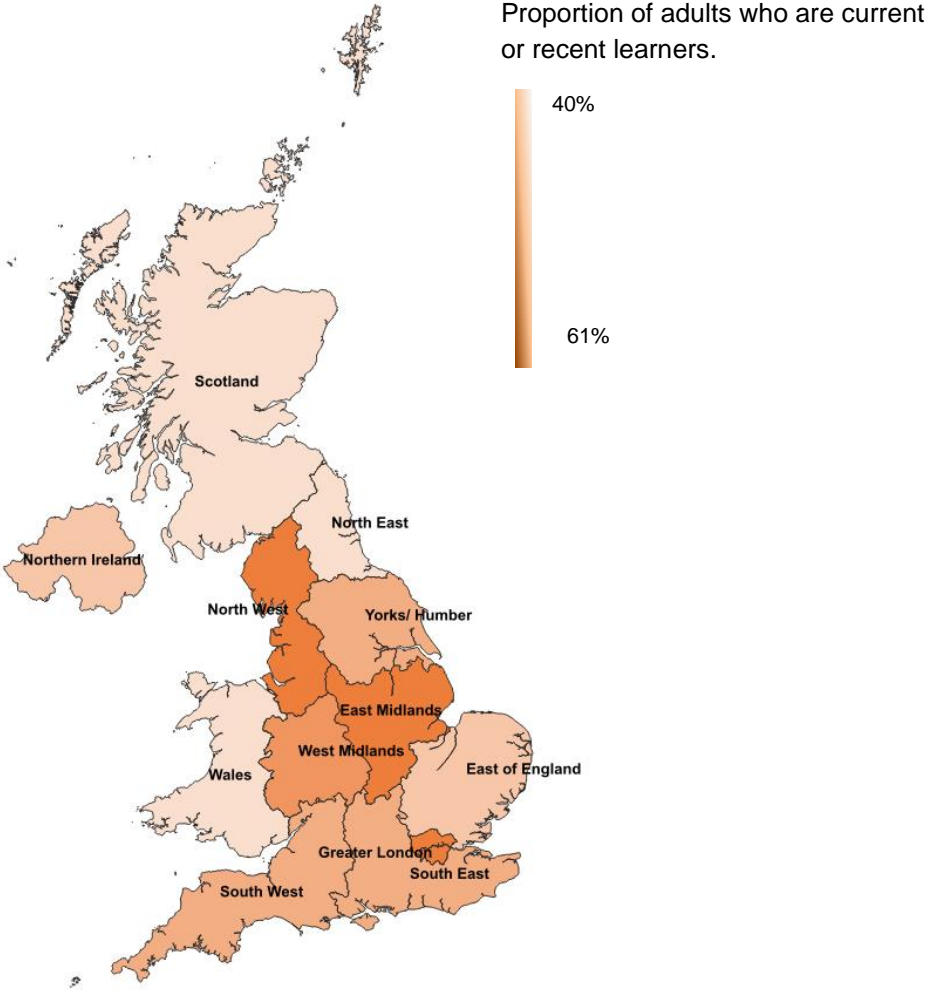 Proportion of adults who are current
or recent learners.
40%
61%
Scotland
North East
Northern Ireland
North West
Yorks/ Humber
East Midlands
West Midlands
East of England
Wales
Greater London
South East
South West